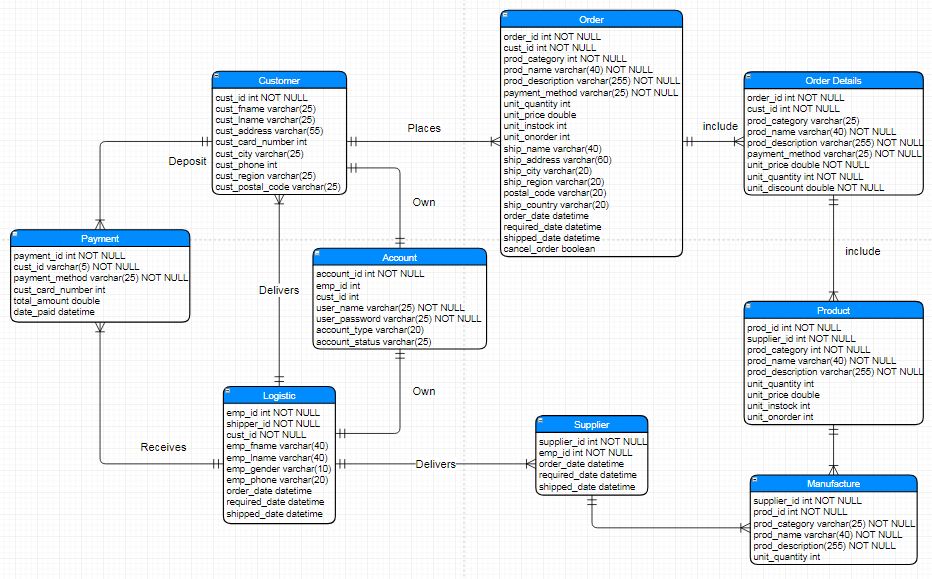 Order
order_id int NOT NULL
cust_id int NOT NULL
prod_category int NOT NULL
prod_name varchar(40) NOT NULL
prod_description varchar(255) NOT NULL
payment_method varchar(25) NOT NULL
unit_quantity int
unit_price double
unit_instock int
unit_onorder int
ship_name varchar(40)
ship_address varchar(60)
ship_city varchar(20)
ship_region varchar(20)
postal_code varchar(20)
ship_country varchar(20)
order_date datetime
required_date datetime
shipped_date datetime
cancel_order boolean
Customer
cust_id int NOT NULL
cust_fname varchar(25)
cust_lname varchar(25)
cust_address varchar(55)
cust_card_number int
cust_city varchar(25)
cust_phone int
cust_region varchar(25)
cust_postal_code varchar(25)
Order Details
order_id int NOT NULL
cust_id int NOT NULL
prod_category varchar(25)
prod_name varchar(40) NOT NULL
prod_description varchar(255) NOT NULL
payment_method varchar(25) NOT NULL
unit_price double NOT NULL
unit_quantity int NOT NULL
unit_discount double NOT NULL
Places
include
Deposit
Own
Payment
payment_id int NOT NULL
cust_id varchar(5) NOT NULL
payment_method varchar(25) NOT NULL
cust_card_number int
total_amount double
date_paid datetime
Delivers
Account
account_id int NOT NULL
emp_id int
cust_id int
user_name varchar(25) NOT NULL
user_password varchar(25) NOT NULL
account_type varchar(20)
account_status varchar(25)
include
Product
prod_id int NOT NULL
supplier_id int NOT NULL
prod_category int NOT NULL
prod_name varchar(40) NOT NULL
prod_description varchar(255) NOT NULL
unit_quantity int
unit_price double
unit_instock int
unit_onorder int
Own
Logistic
emp_id int NOT NULL
shipper_id NOT NULL
cust_id NOT NULL
emp_fname varchar(40)
emp_lname varchar(40)
emp_gender varchar(10)
emp_phone varchar(20)
order_date datetime
required_date datetime
shipped_date datetime
Receives
Delivers
Supplier
supplier_id int NOT NULL
emp_id int NOT NULL
order_date datetime
required_date datetime
shipped_date datetime
Manufacture
supplier_id int NOT NULL
prod_id int NOT NULL
prod_category varchar(25) NOT NULL
prod_name varchar(40) NOT NULL
prod_description(255) NOT NULL
unit_quantity int